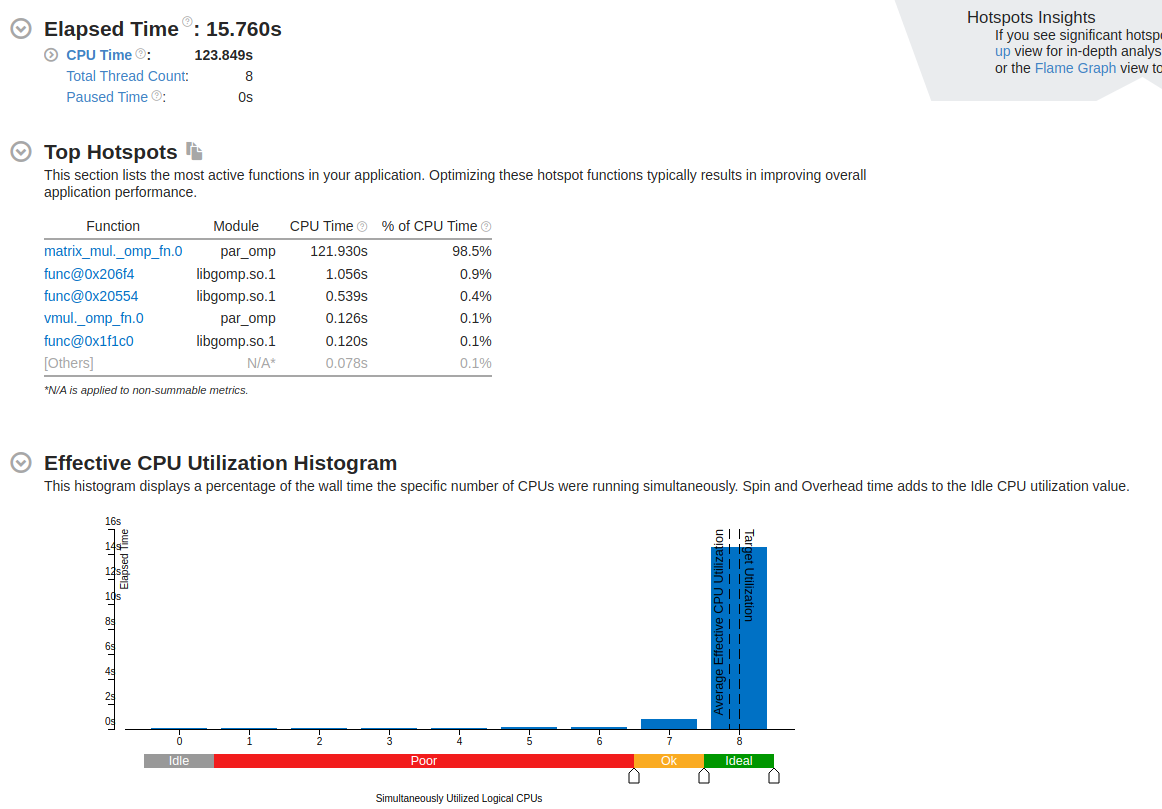 Elapsed Time ?: 15.760s
CPU Time ?: 123.849s
Total Thread Count: 8
Paused Time ?: 0s
Hotspots Insights
If you see significant hotsp
up view for in-depth analys
or the Flame Graph view to
Top Hotspots
This section lists the most active functions in your application. Optimizing these hotspot functions typically results in improving overall
application performance.
Function Module CPU Time ? % of CPU Time ?
matrix_mul._omp_fn.0 par_omp 121.930s 98.5%
func@0x206f4 libgomp.so.1 1.056s 0.9%
func@0x20554 libgomp.so.1 0.539s 0.4%
vmul._omp_fn.0 par_omp 0.126s 0.1%
func@0x1f1c0 libgomp.so.1 0.120s 0.1%
[Others] N/A* 0.078s 0.1%
*N/A is applied to non-summable metrics.
Effective CPU Utilization Histogram
This histogram displays a percentage of the wall time the specific number of CPUs were running simultaneously. Spin and Overhead time adds to the Idle CPU utilization value.
16s
14s
12s
10s
8s
6s
4s
2s
0s
Elapsed Time
Average Effective CPU Utilization
Target Utilization
0 1 2 3 4 5 6 7 8
Idle Poor Ok Ideal
Simultaneously Utilized Logical CPUs